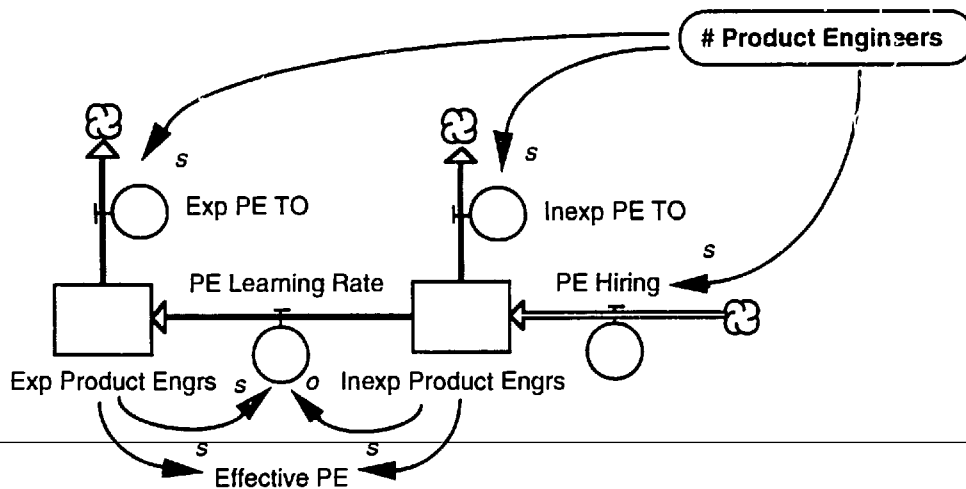 # Product Engineers
s
s
Exp PE TO
Inexp PE TO
s
PE Learning Rate
PE Hiring
Exp Product Engrs
s
o
Inexp Product Engrs
s
s
Effective PE